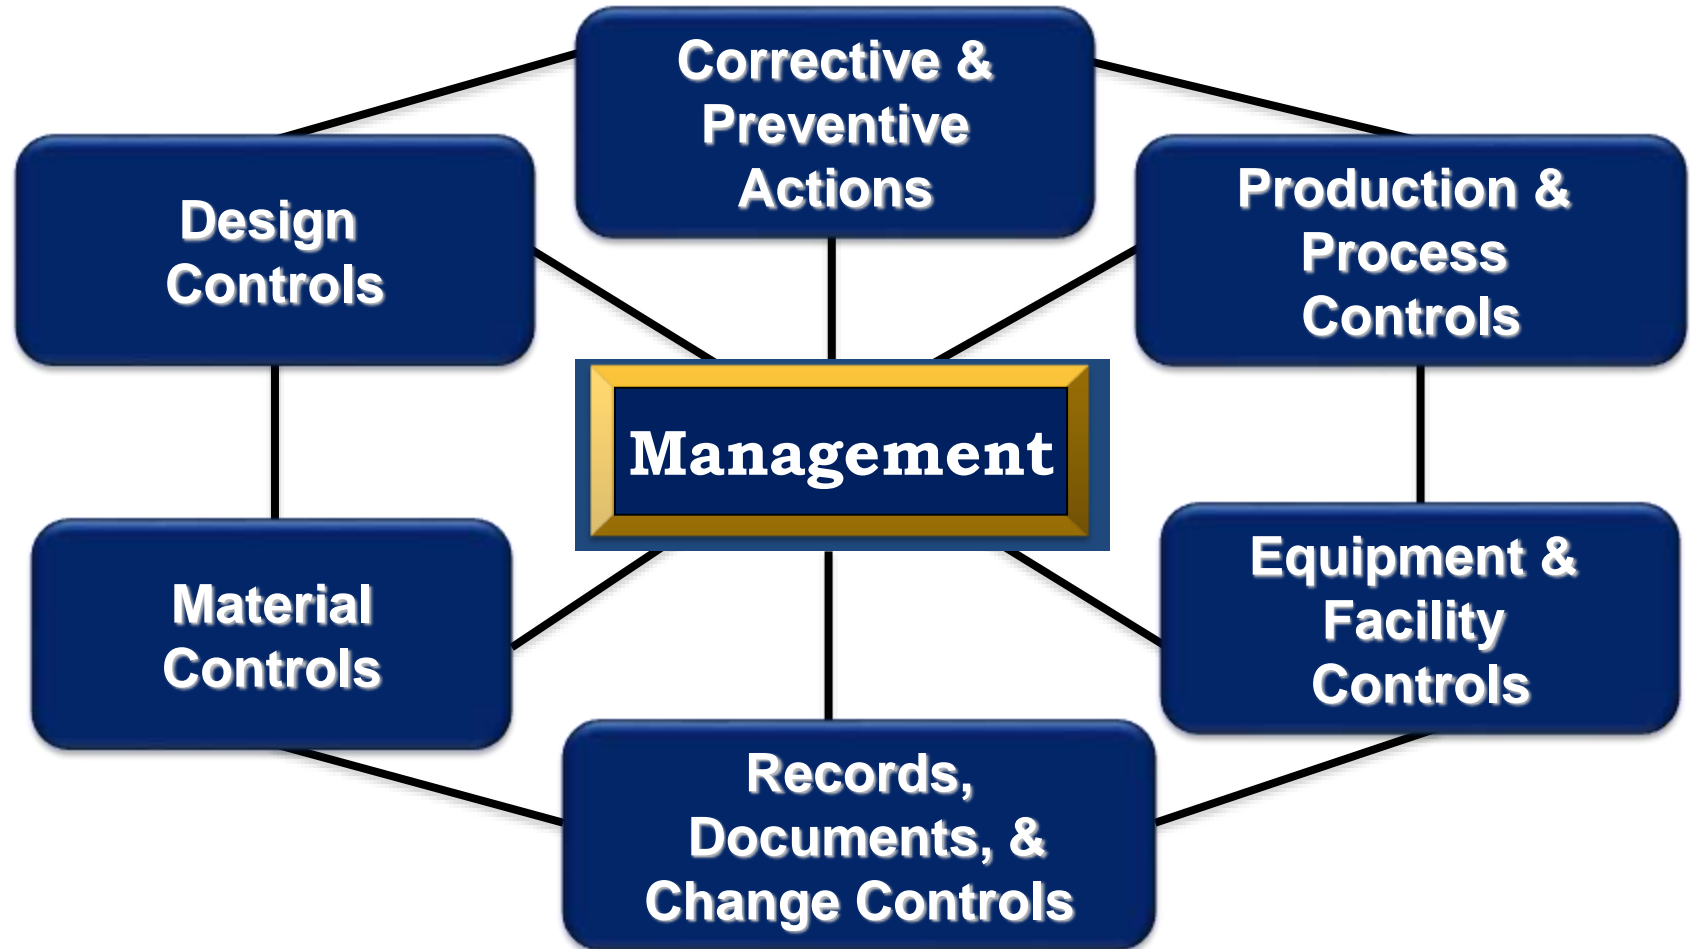 Corrective &
Preventive
Actions
Design
Controls
Production &
Process
Controls
Management
Material
Controls
Equipment &
Facility
Controls
Records,
Documents, &
Change Controls